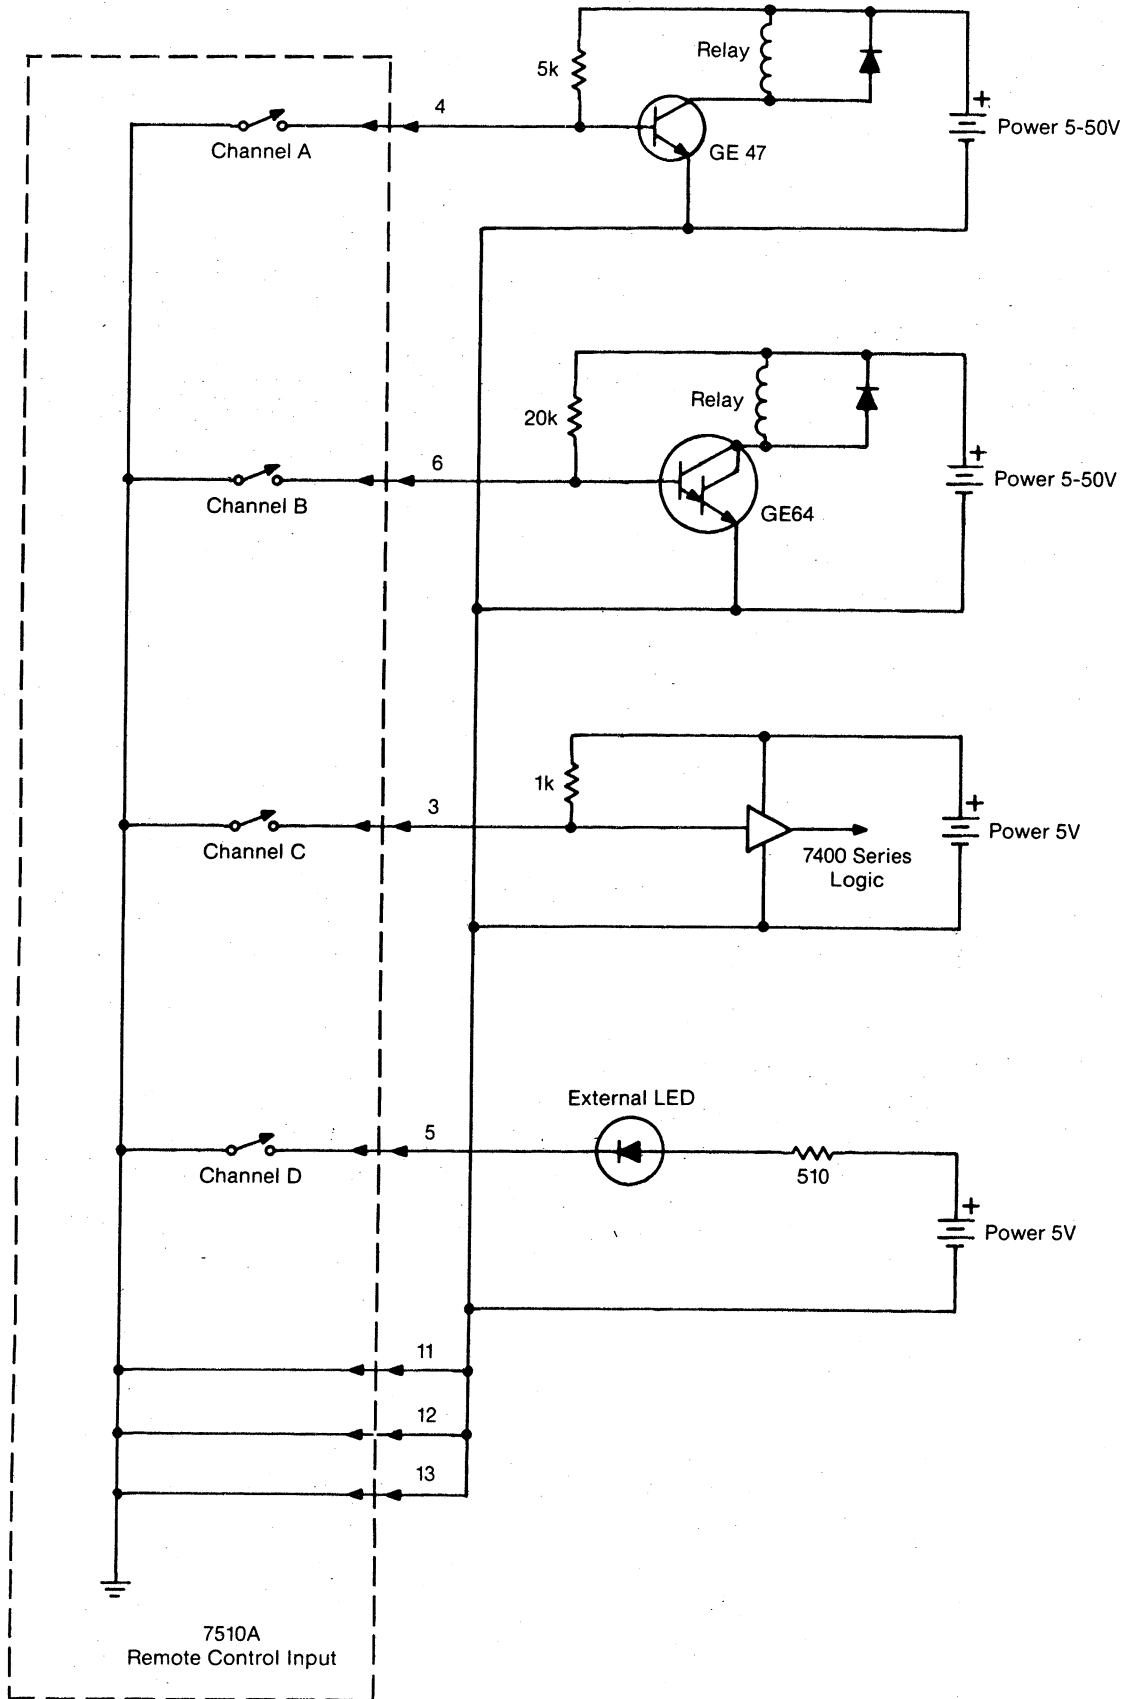 Relay
5k
4
+
Power 5-50V
Channel A
GE 47
Relay
20k
6
+
Power 5-50V
Channel B
GE64
1k
3
+
Power 5V
Channel C
7400 Series
Logic
External LED
5
Channel D
510
+
Power 5V
11
12
13
7510A
Remote Control Input